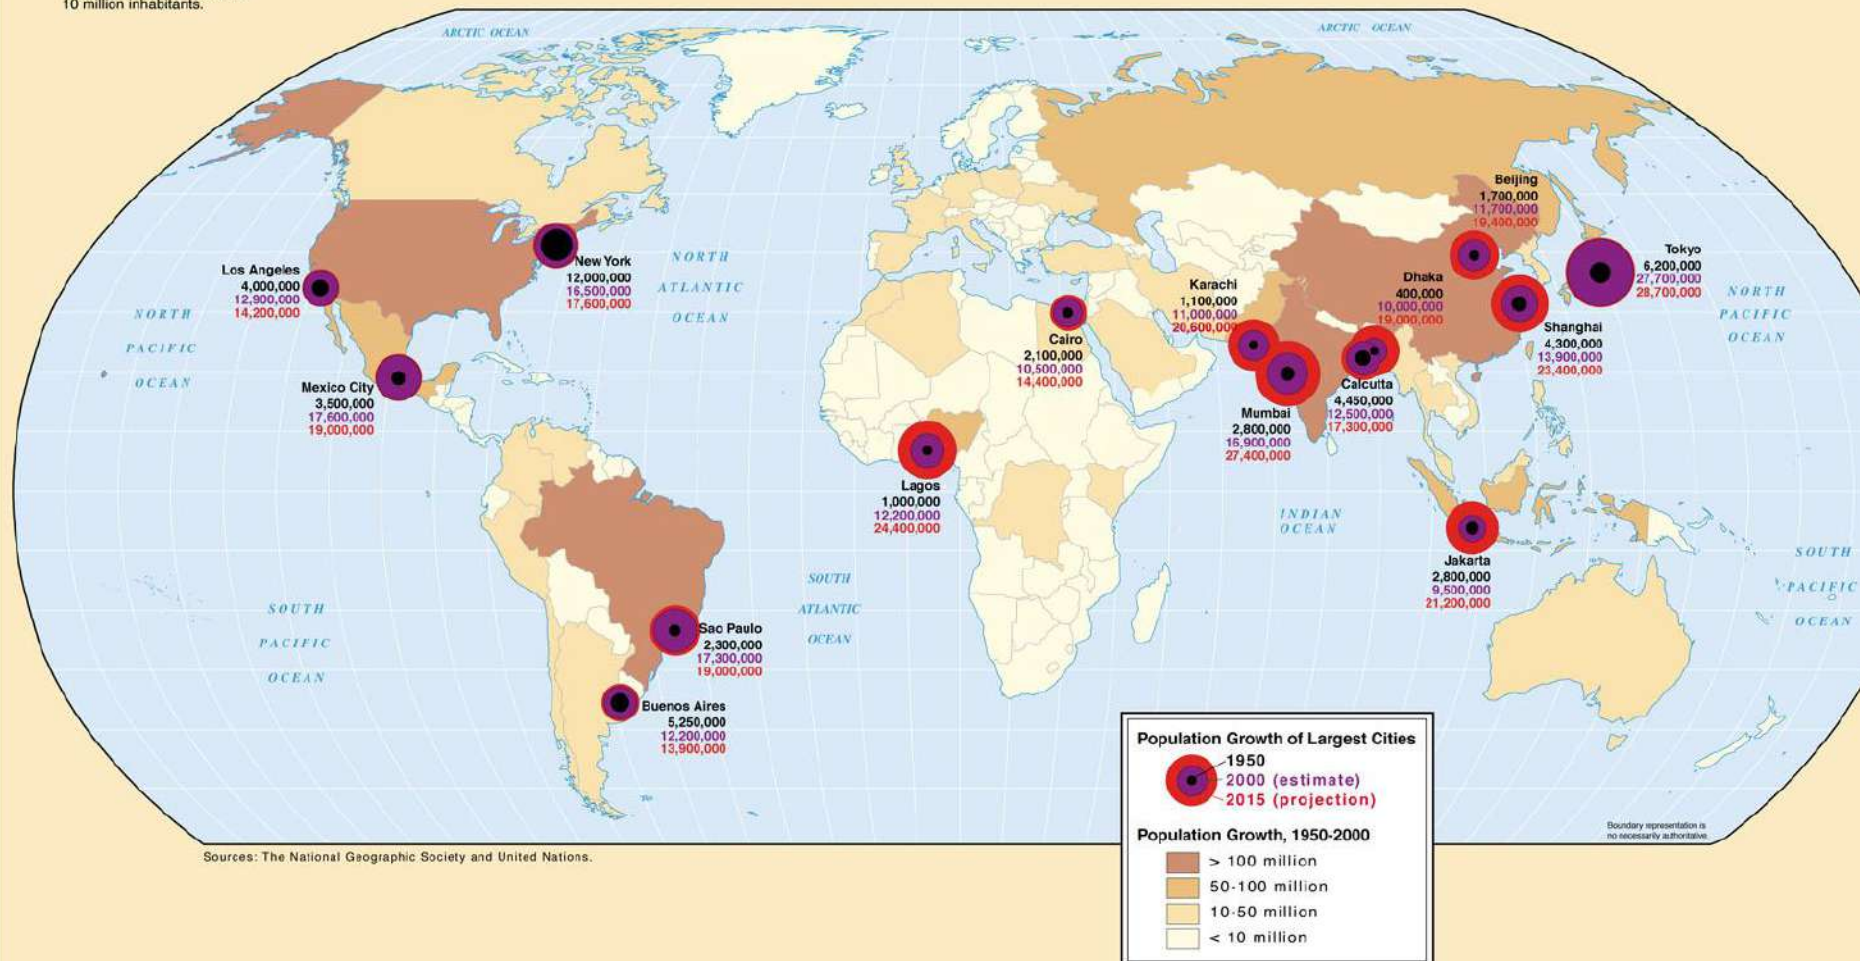 10 million inhabitants.
ARCTIC OCEAN
ARCTIC OCEAN
Beijing
1,700,000
11,700,000
19,400,000
Tokyo
6,200,000
27,700,000
28,700,000
New York
12,000,000
16,500,000
17,600,000
NORTH
ATLANTIC
OCEAN
Los Angeles
4,000,000
12,900,000
14,200,000
NORTH
PACIFIC
OCEAN
Karachi
1,100,000
11,000,000
20,600,000
Dhaka
400,000
10,000,000
19,000,000
NORTH
PACIFIC
OCEAN
Shanghai
4,300,000
13,900,000
23,400,000
Cairo
2,100,000
10,500,000
14,400,000
Mexico City
3,500,000
17,600,000
19,000,000
Calcutta
4,450,000
12,500,000
17,300,000
Mumbai
2,800,000
16,900,000
27,400,000
Lagos
1,000,000
12,200,000
24,400,000
INDIAN
OCEAN
Jakarta
2,800,000
9,500,000
21,200,000
SOUTH
PACIFIC
OCEAN
SOUTH
ATLANTIC
OCEAN
SOUTH
PACIFIC
OCEAN
Sao Paulo
2,300,000
17,300,000
19,000,000
Buenos Aires
5,250,000
12,200,000
13,900,000
Population Growth of Largest Cities
1950
2000 (estimate)
2015 (projection)
Population Growth, 1950-2000
> 100 million
50-100 million
10-50 million
< 10 million
Boundary representation is
no necessarily authoritative.
Sources: The National Geographic Society and United Nations.